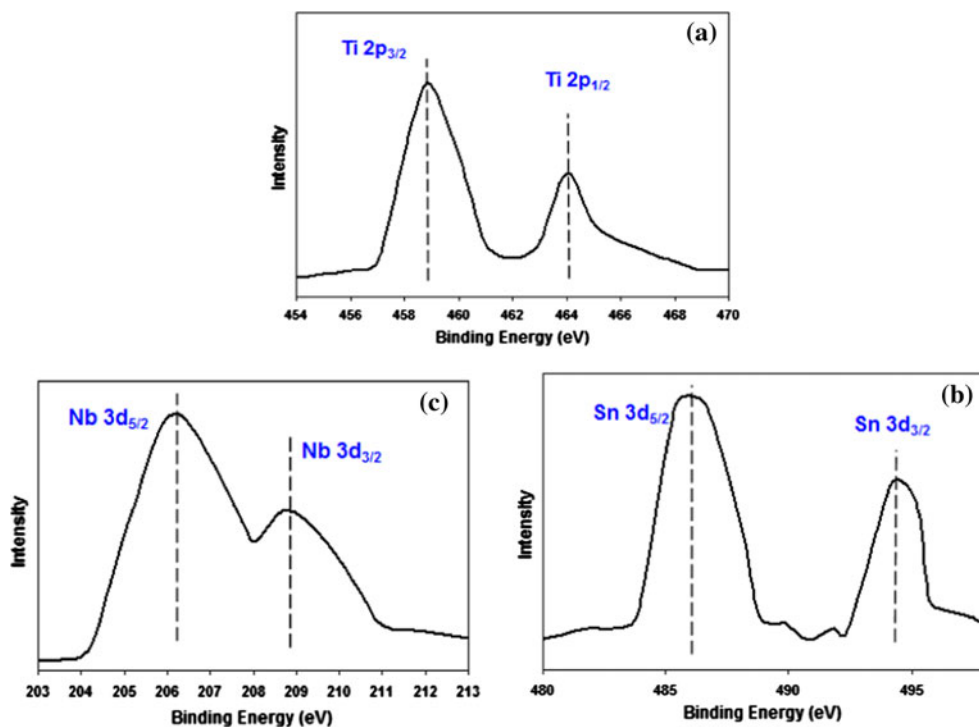 (a)
Ti 2p3/2
Ti 2p1/2
Intensity
454 456 458 460 462 464 466 468 470
Binding Energy (eV)
(c)
Nb 3d5/2
Nb 3d3/2
Intensity
203 204 205 206 207 208 209 210 211 212 213
Binding Energy (eV)
(b)
Sn 3d5/2
Sn 3d3/2
Intensity
480 485 490 495
Binding Energy (eV)